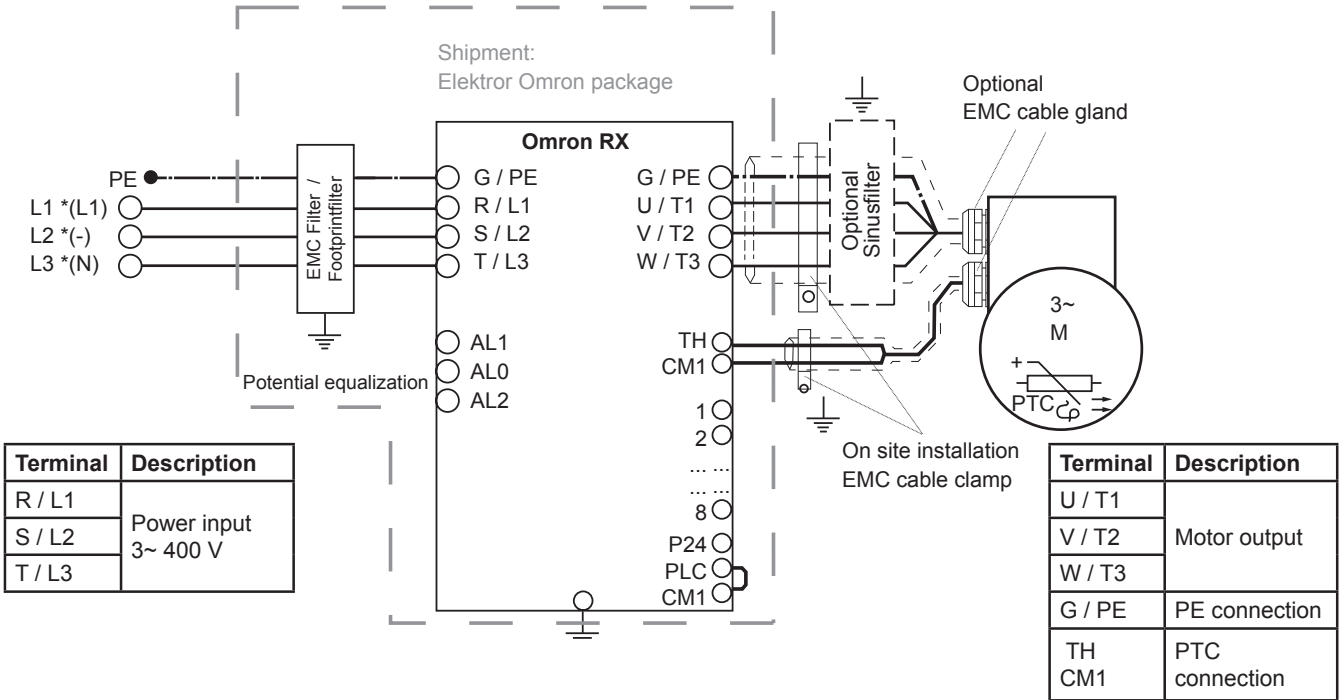 Shipment:
Elektror Omron package
Optional
EMC cable gland
Omron RX
PE
L1 *(L1)
L2 *(-)
L3 *(N)
EMC Filter /
Footprintfilter
G / PE
R / L1
S / L2
T / L3
G / PE
U / T1
V / T2
W / T3
Optional
Sinusfilter
AL1
AL0
AL2
TH
CM1
1
2
... ...
... ...
8
P24
PLC
CM1
Potential equalization
3~
M
+
PTC
On site installation
EMC cable clamp
Terminal Description
R / L1
S / L2
T / L3
Power input
3~ 400 V
Terminal Description
U / T1
V / T2
W / T3
Motor output
G / PE PE connection
TH
CM1
PTC
connection